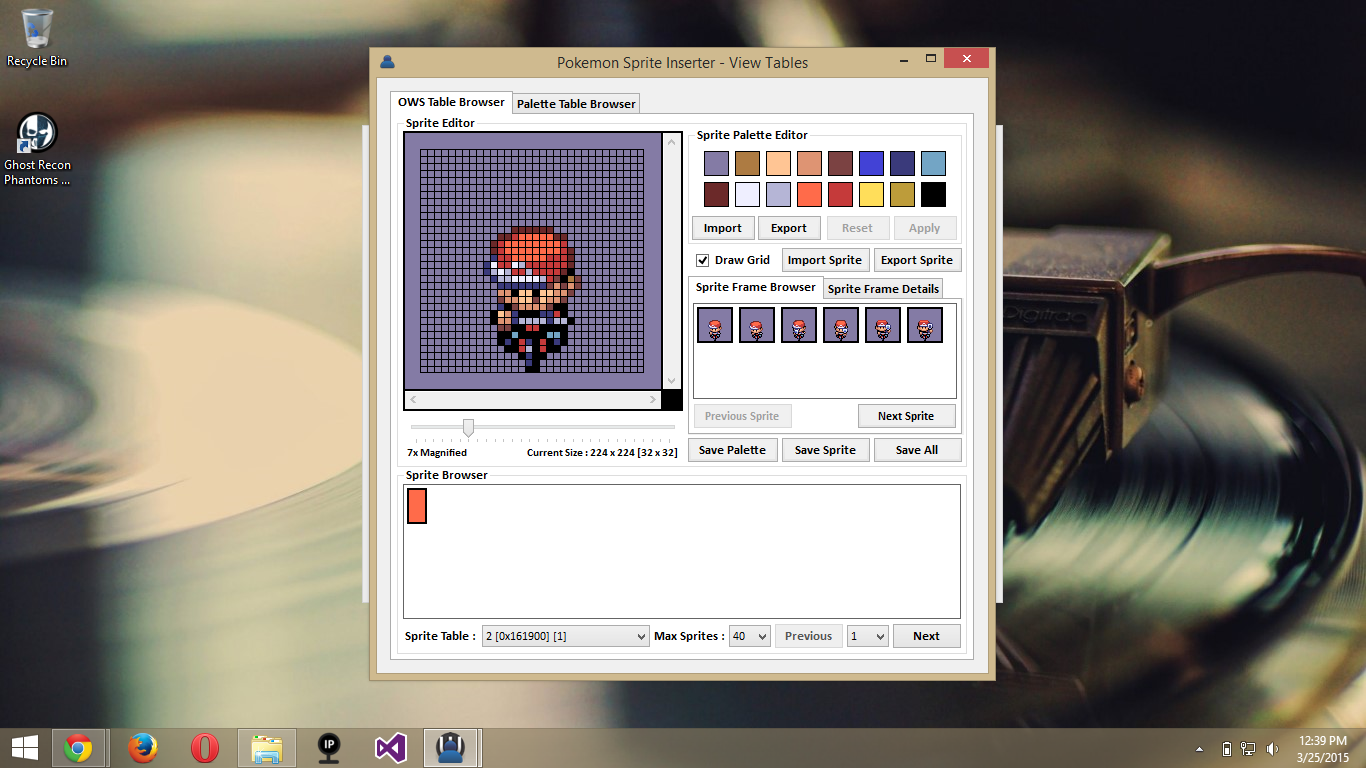 Recycle Bin
Ghost Recon
Phantoms ...
Pokemon Sprite Inserter - View Tables
OWS Table Browser
Palette Table Browser
Sprite Editor
7x Magnified
Current Size : 224 x 224 [32 x 32]
Sprite Palette Editor
Import
Export
Reset
Apply
Draw Grid
Import Sprite
Export Sprite
Sprite Frame Browser
Sprite Frame Details
Previous Sprite
Next Sprite
Save Palette
Save Sprite
Save All
Sprite Browser
Sprite Table :
2 [0x161900] [1]
Max Sprites :
40
Previous
1
Next
Digitrac
IP
12:39 PM
3/25/2015